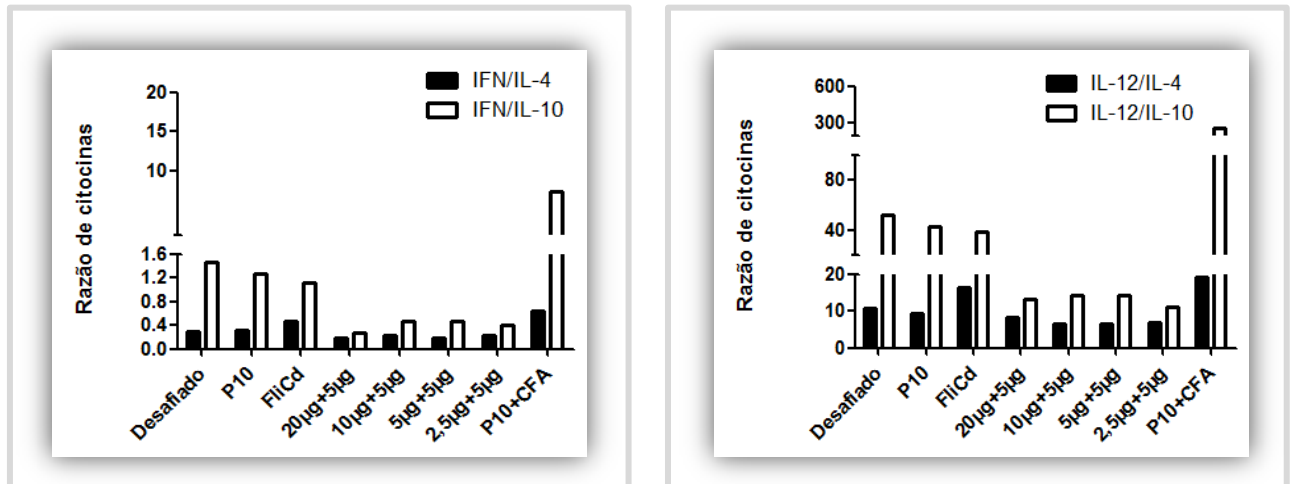 IFN/IL-4
IFN/IL-10
Razão de citocinas
20
15
10
1.6
1.2
0.8
0.4
0.0
Desafiado
P10
FliCd
20µg+5µg
10µg+5µg
5µg+5µg
2,5µg+5µg
P10+CFA
IL-12/IL-4
IL-12/IL-10
Razão de citocinas
600
300
80
40
20
10
0
Desafiado
P10
FliCd
20µg+5µg
10µg+5µg
5µg+5µg
2,5µg+5µg
P10+CFA